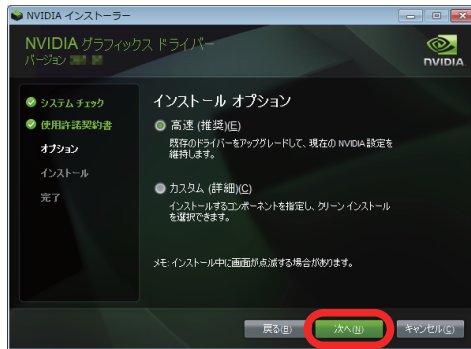 NVIDIA インストーラー
NVIDIA グラフィックス ドライバー
バージョン
NVIDIA
システム チェック
使用許諾契約書
オプション
インストール
完了
インストール オプション
高速 (推奨)(E)
既存のドライバーをアップグレードして、現在の NVIDIA 設定を
維持します。
カスタム (詳細)(C)
インストールするコンポーネントを指定し、クリーン インストール
を選択できます。
メモ: インストール中に画面が点滅する場合があります。
戻る(B)
次へ(N)
キャンセル(C)